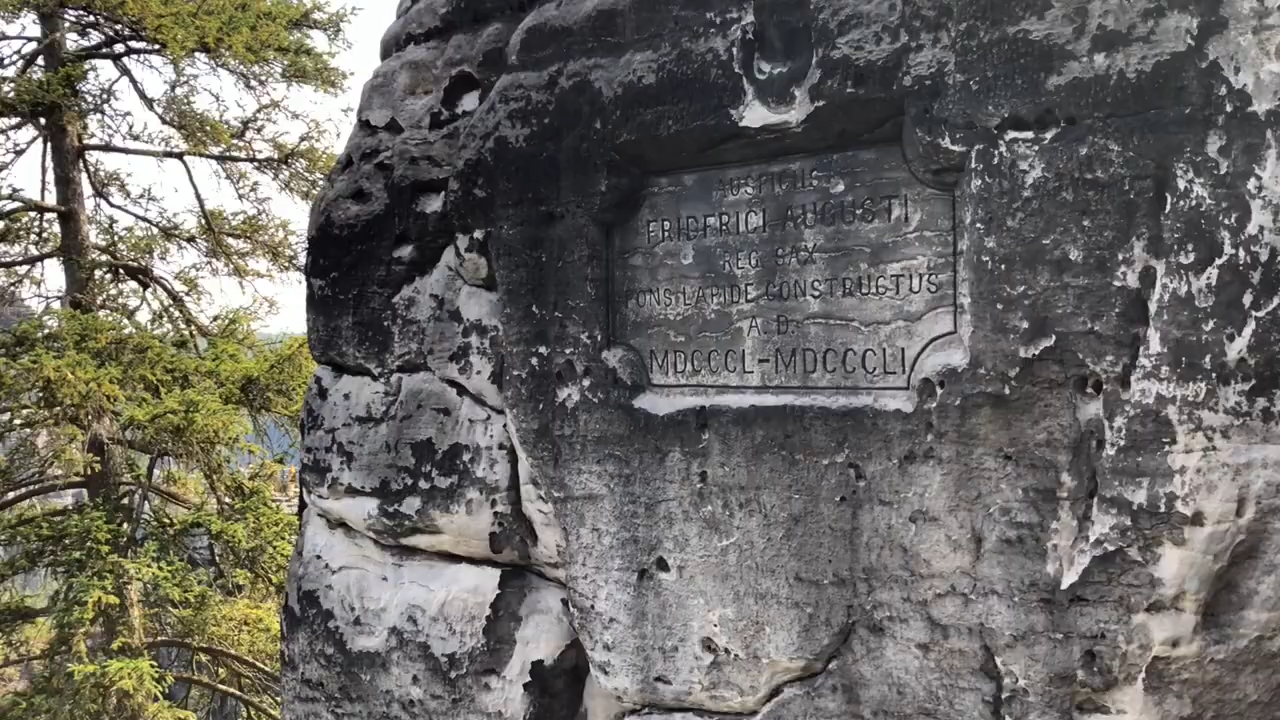 AUSPICIIS
FRIDERICI AUGUSTI
REG. SAX.
PONS LAPIDE CONSTRUCTUS
A. D.
MDCCCL-MDCCCLI